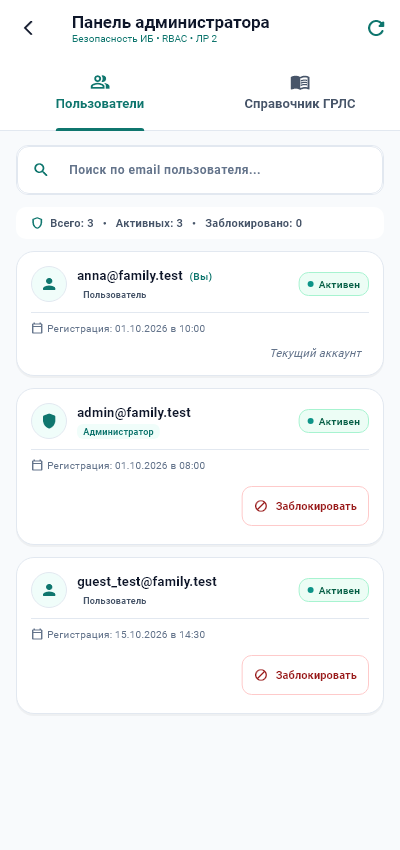 Панель администратора
Безопасность ИБ • RBAC • ЛР 2
Пользователи
Справочник ГРЛС
Поиск по email пользователя...
Всего: 3 • Активных: 3 • Заблокировано: 0
anna@family.test (Вы)
Активен
Пользователь
Регистрация: 01.10.2026 в 10:00
Текущий аккаунт
admin@family.test
Активен
Администратор
Регистрация: 01.10.2026 в 08:00
Заблокировать
guest_test@family.test
Активен
Пользователь
Регистрация: 15.10.2026 в 14:30
Заблокировать